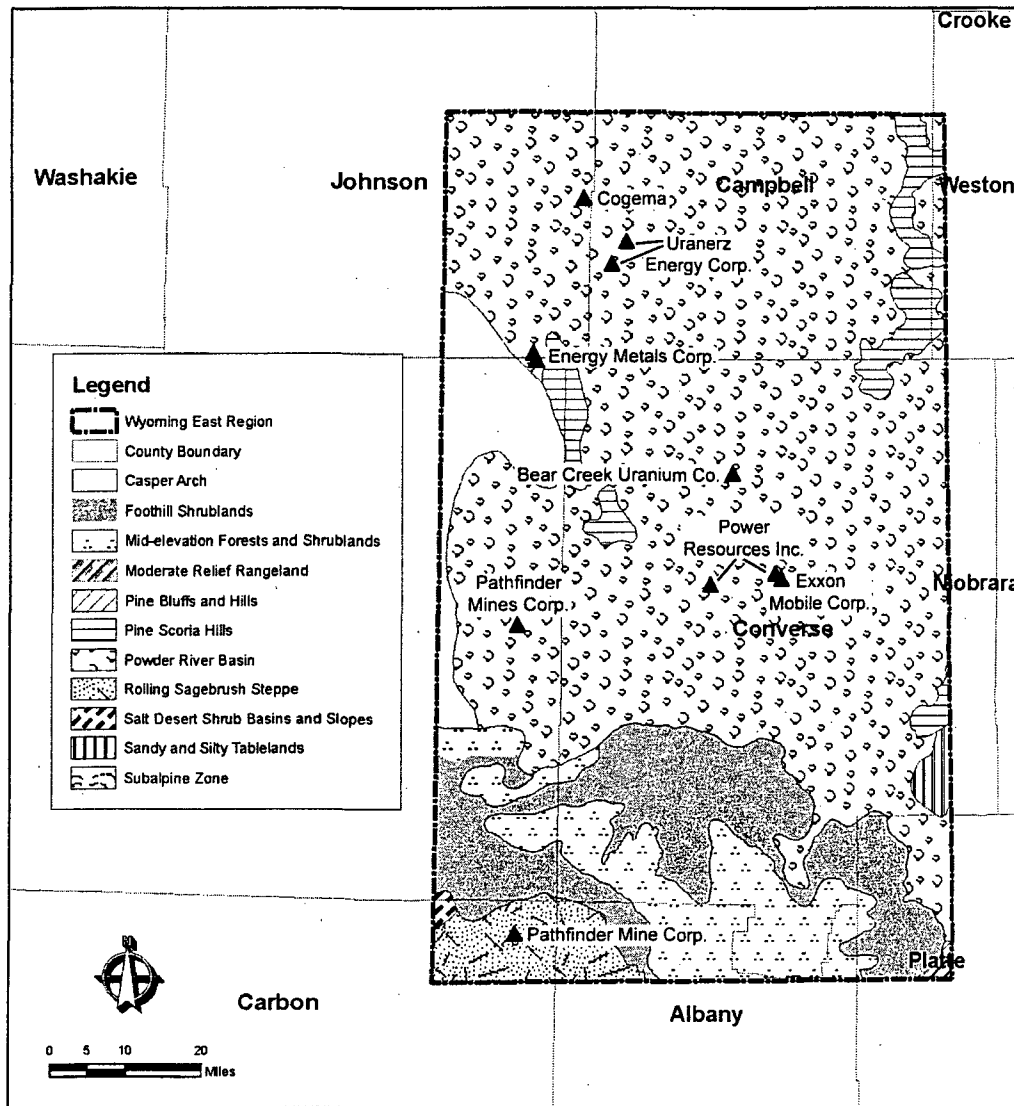 Crooke
Washakie
Johnson
Campbell
Weston
Cogema
Uranerz
Energy Corp.
Energy Metals Corp.
Legend
Wyoming East Region
County Boundary
Casper Arch
Foothill Shrublands
Mid-elevation Forests and Shrublands
Moderate Relief Rangeland
Pine Bluffs and Hills
Pine Scoria Hills
Powder River Basin
Rolling Sagebrush Steppe
Salt Desert Shrub Basins and Slopes
Sandy and Silty Tablelands
Subalpine Zone
Bear Creek Uranium Co.
Power
Resources Inc.
Pathfinder
Mines Corp.
Exxon
Mobile Corp.
Niobrara
Converse
Pathfinder Mine Corp.
Platte
N
Carbon
Albany
0 5 10 20
Miles